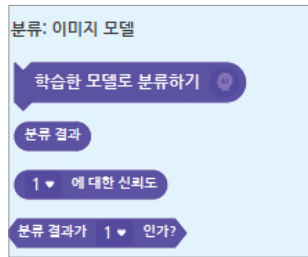 분류: 이미지 모델
학습한 모델로 분류하기 AI
분류 결과
1 에 대한 신뢰도
분류 결과가 1 인가?